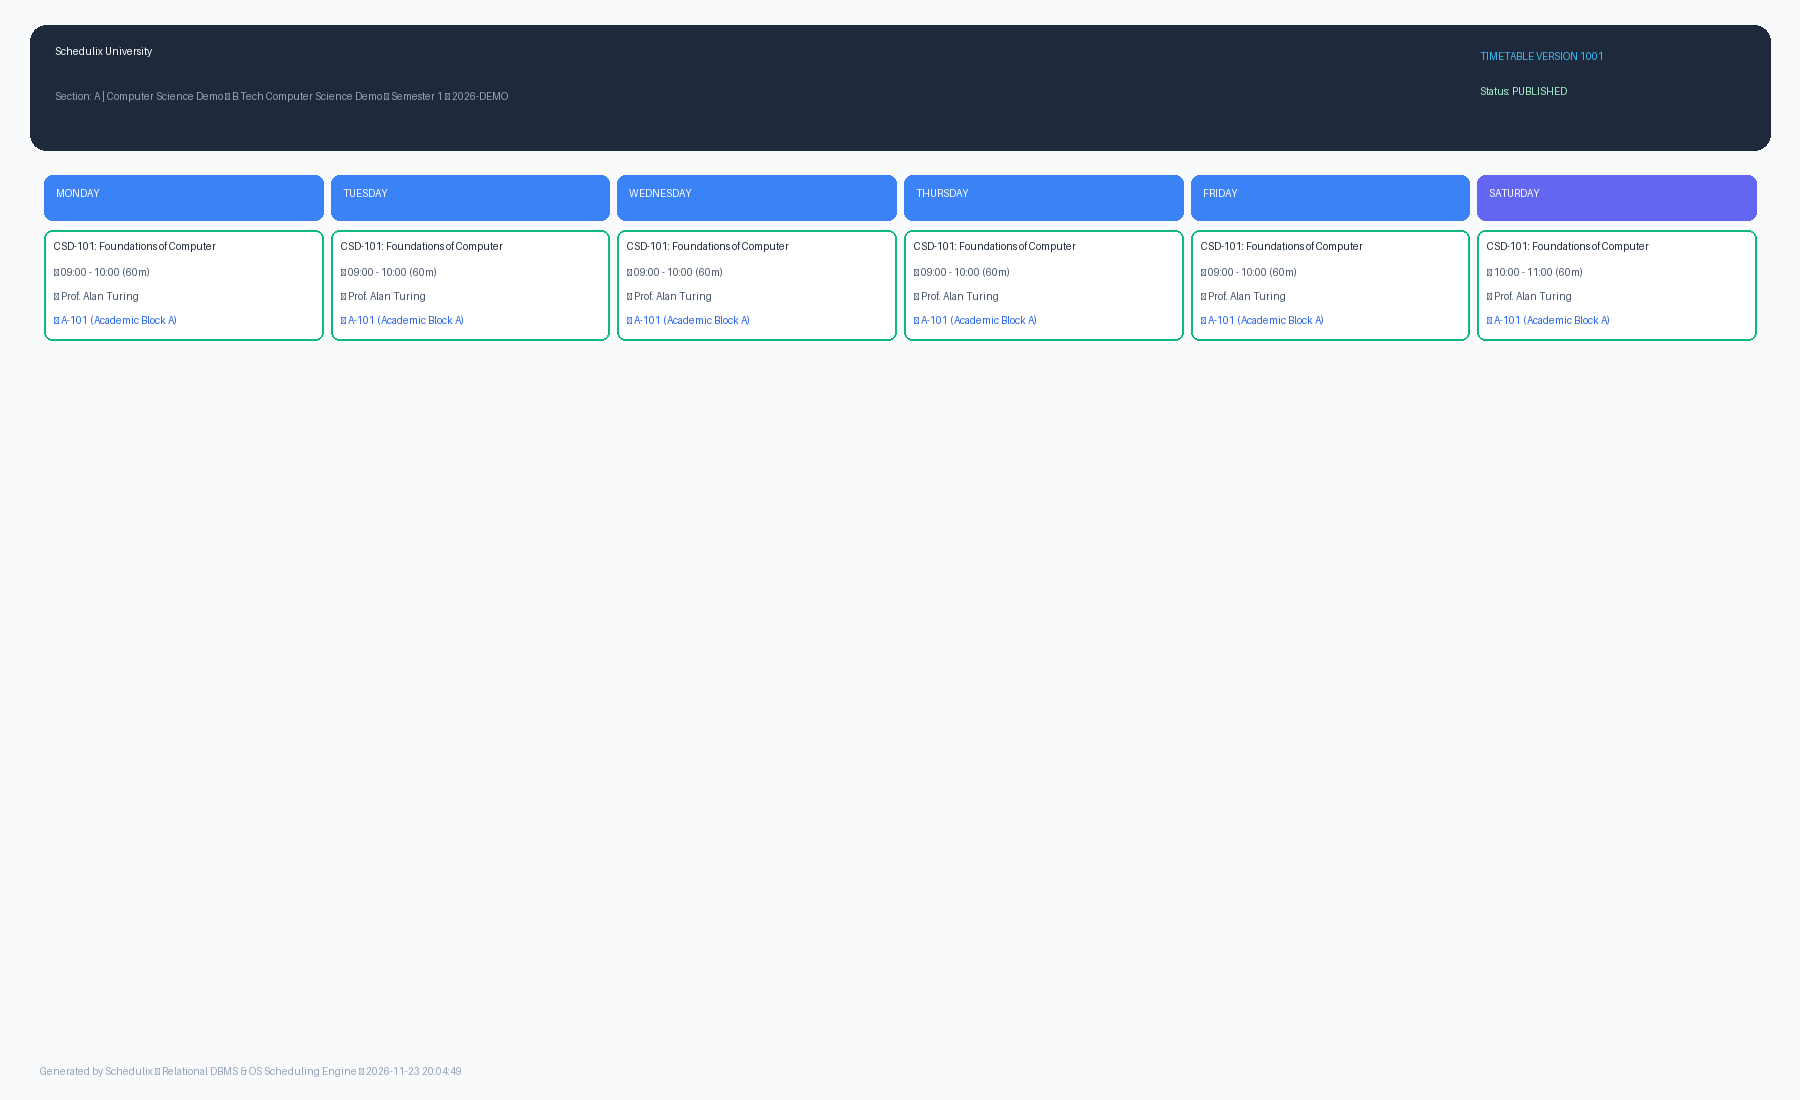 Schedulix University
TIMETABLE VERSION 1001
Section: A | Computer Science Demo B.Tech Computer Science Demo Semester 1 2026-DEMO
Status: PUBLISHED
MONDAY
CSD-101: Foundations of Computer
09:00 - 10:00 (60m)
Prof. Alan Turing
A-101 (Academic Block A)
TUESDAY
CSD-101: Foundations of Computer
09:00 - 10:00 (60m)
Prof. Alan Turing
A-101 (Academic Block A)
WEDNESDAY
CSD-101: Foundations of Computer
09:00 - 10:00 (60m)
Prof. Alan Turing
A-101 (Academic Block A)
THURSDAY
CSD-101: Foundations of Computer
09:00 - 10:00 (60m)
Prof. Alan Turing
A-101 (Academic Block A)
FRIDAY
CSD-101: Foundations of Computer
09:00 - 10:00 (60m)
Prof. Alan Turing
A-101 (Academic Block A)
SATURDAY
CSD-101: Foundations of Computer
10:00 - 11:00 (60m)
Prof. Alan Turing
A-101 (Academic Block A)
Generated by Schedulix Relational DBMS & OS Scheduling Engine 2026-11-23 20:04:49